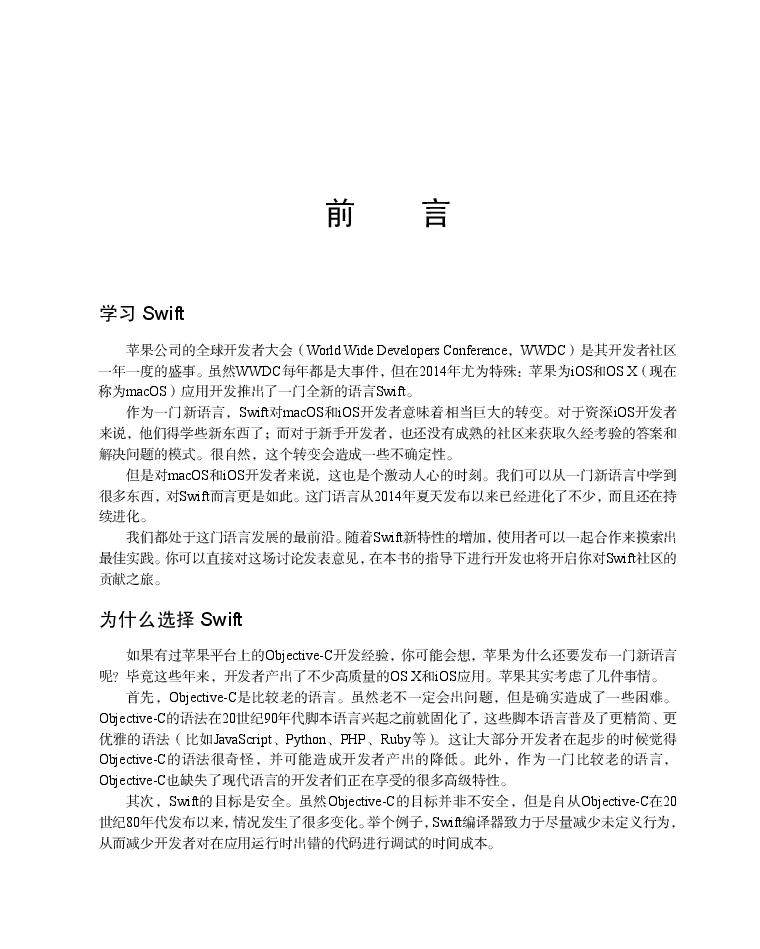 前　言
学习 Swift
苹果公司的全球开发者大会（World Wide Developers Conference，WWDC）是其开发者社区
一年一度的盛事。虽然WWDC每年都是大事件，但在2014年尤为特殊：苹果为iOS和OS X（现在
称为macOS）应用开发推出了一门全新的语言Swift。
作为一门新语言，Swift对macOS和iOS开发者意味着相当巨大的转变。对于资深iOS开发者
来说，他们得学些新东西了；而对于新手开发者，也还没有成熟的社区来获取久经考验的答案和
解决问题的模式。很自然，这个转变会造成一些不确定性。
但是对macOS和iOS开发者来说，这也是个激动人心的时刻。我们可以从一门新语言中学到
很多东西，对Swift而言更是如此。这门语言从2014年夏天发布以来已经进化了不少，而且还在持
续进化。
我们都处于这门语言发展的最前沿。随着Swift新特性的增加，使用者可以一起合作来摸索出
最佳实践。你可以直接对这场讨论发表意见，在本书的指导下进行开发也将开启你对Swift社区的
贡献之旅。
为什么选择 Swift
如果有过苹果平台上的Objective-C开发经验，你可能会想，苹果为什么还要发布一门新语言
呢？毕竟这些年来，开发者产出了不少高质量的OS X和iOS应用。苹果其实考虑了几件事情。
首先，Objective-C是比较老的语言。虽然老不一定会出问题，但是确实造成了一些困难。
Objective-C的语法在20世纪90年代脚本语言兴起之前就固化了，这些脚本语言普及了更精简、更
优雅的语法（比如JavaScript、Python、PHP、Ruby等）。这让大部分开发者在起步的时候觉得
Objective-C的语法很奇怪，并可能造成开发者产出的降低。此外，作为一门比较老的语言，
Objective-C也缺失了现代语言的开发者们正在享受的很多高级特性。
其次，Swift的目标是安全。虽然Objective-C的目标并非不安全，但是自从Objective-C在20
世纪80年代发布以来，情况发生了很多变化。举个例子，Swift编译器致力于尽量减少未定义行为，
从而减少开发者对在应用运行时出错的代码进行调试的时间成本。